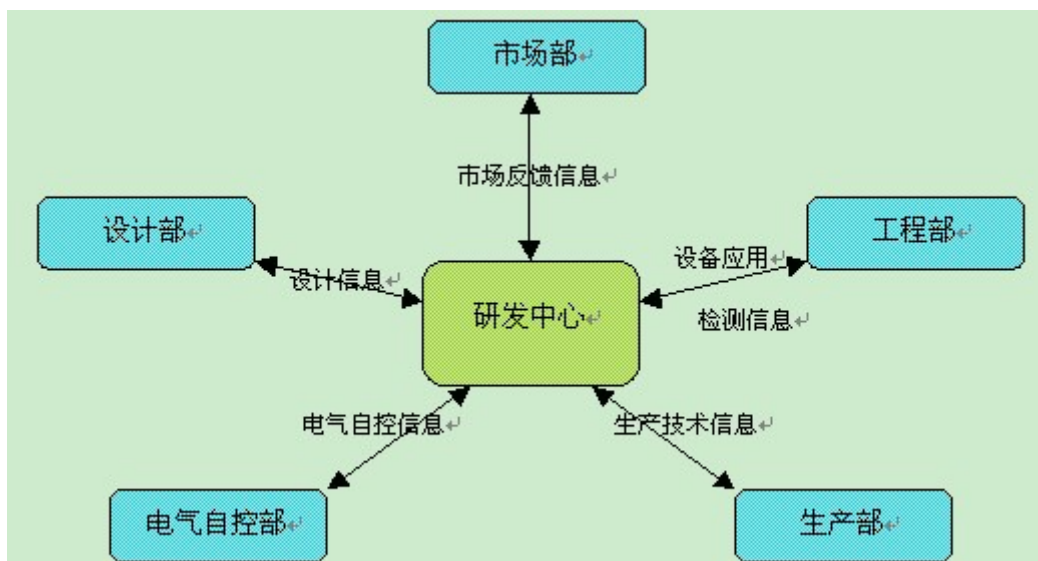 市场部
市场反馈信息
设计部
工程部
设备应用
设计信息
研发中心
检测信息
电气自控信息
生产技术信息
电气自控部
生产部